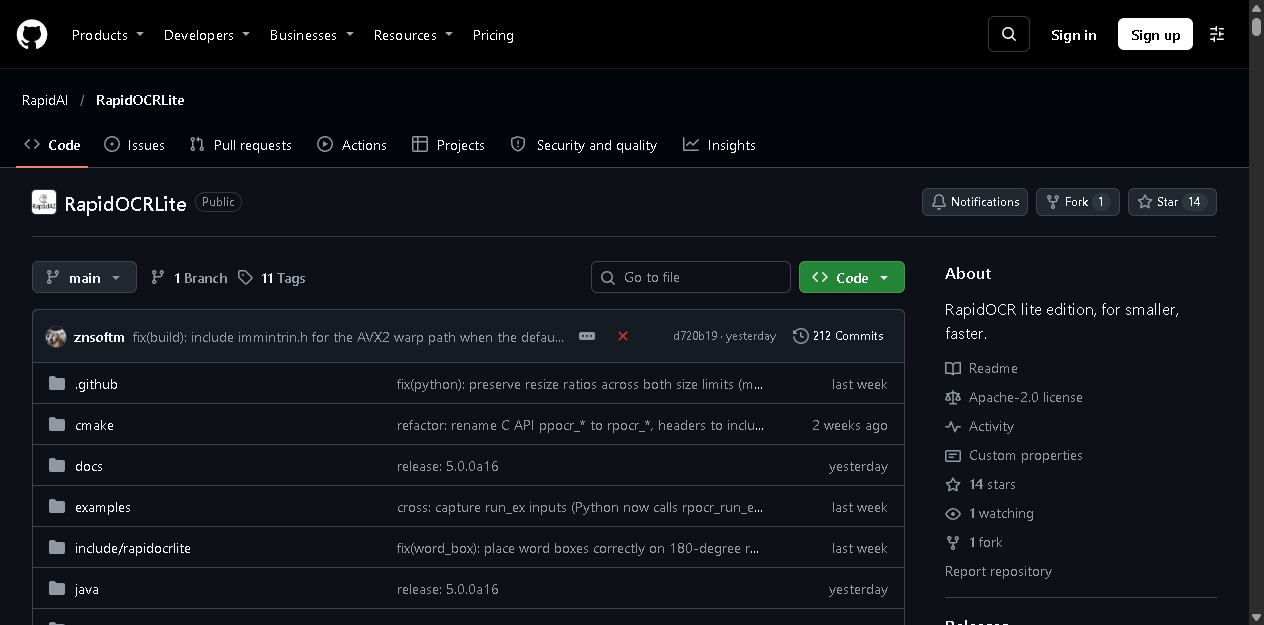 Products Developers Businesses Resources Pricing Sign in Sign up
RapidAI / RapidOCRLite
Code Issues Pull requests Actions Projects Security and quality Insights
RapidOCRLite Public Notifications Fork 1 Star 14
main 1 Branch 11 Tags Go to file Code
znsoftm fix(build): include immintrin.h for the AVX2 warp path when the defau... d720b19 · yesterday 212 Commits
.github fix(python): preserve resize ratios across both size limits (m... last week
cmake refactor: rename C API ppocr_* to rpocr_*, headers to inclu... 2 weeks ago
docs release: 5.0.0a16 yesterday
examples cross: capture run_ex inputs (Python now calls rpocr_run_e... last week
include/rapidocrlite fix(word_box): place word boxes correctly on 180-degree r... last week
java release: 5.0.0a16 yesterday
About
RapidOCR lite edition, for smaller,
faster.
Readme
Apache-2.0 license
Activity
Custom properties
14 stars
1 watching
1 fork
Report repository